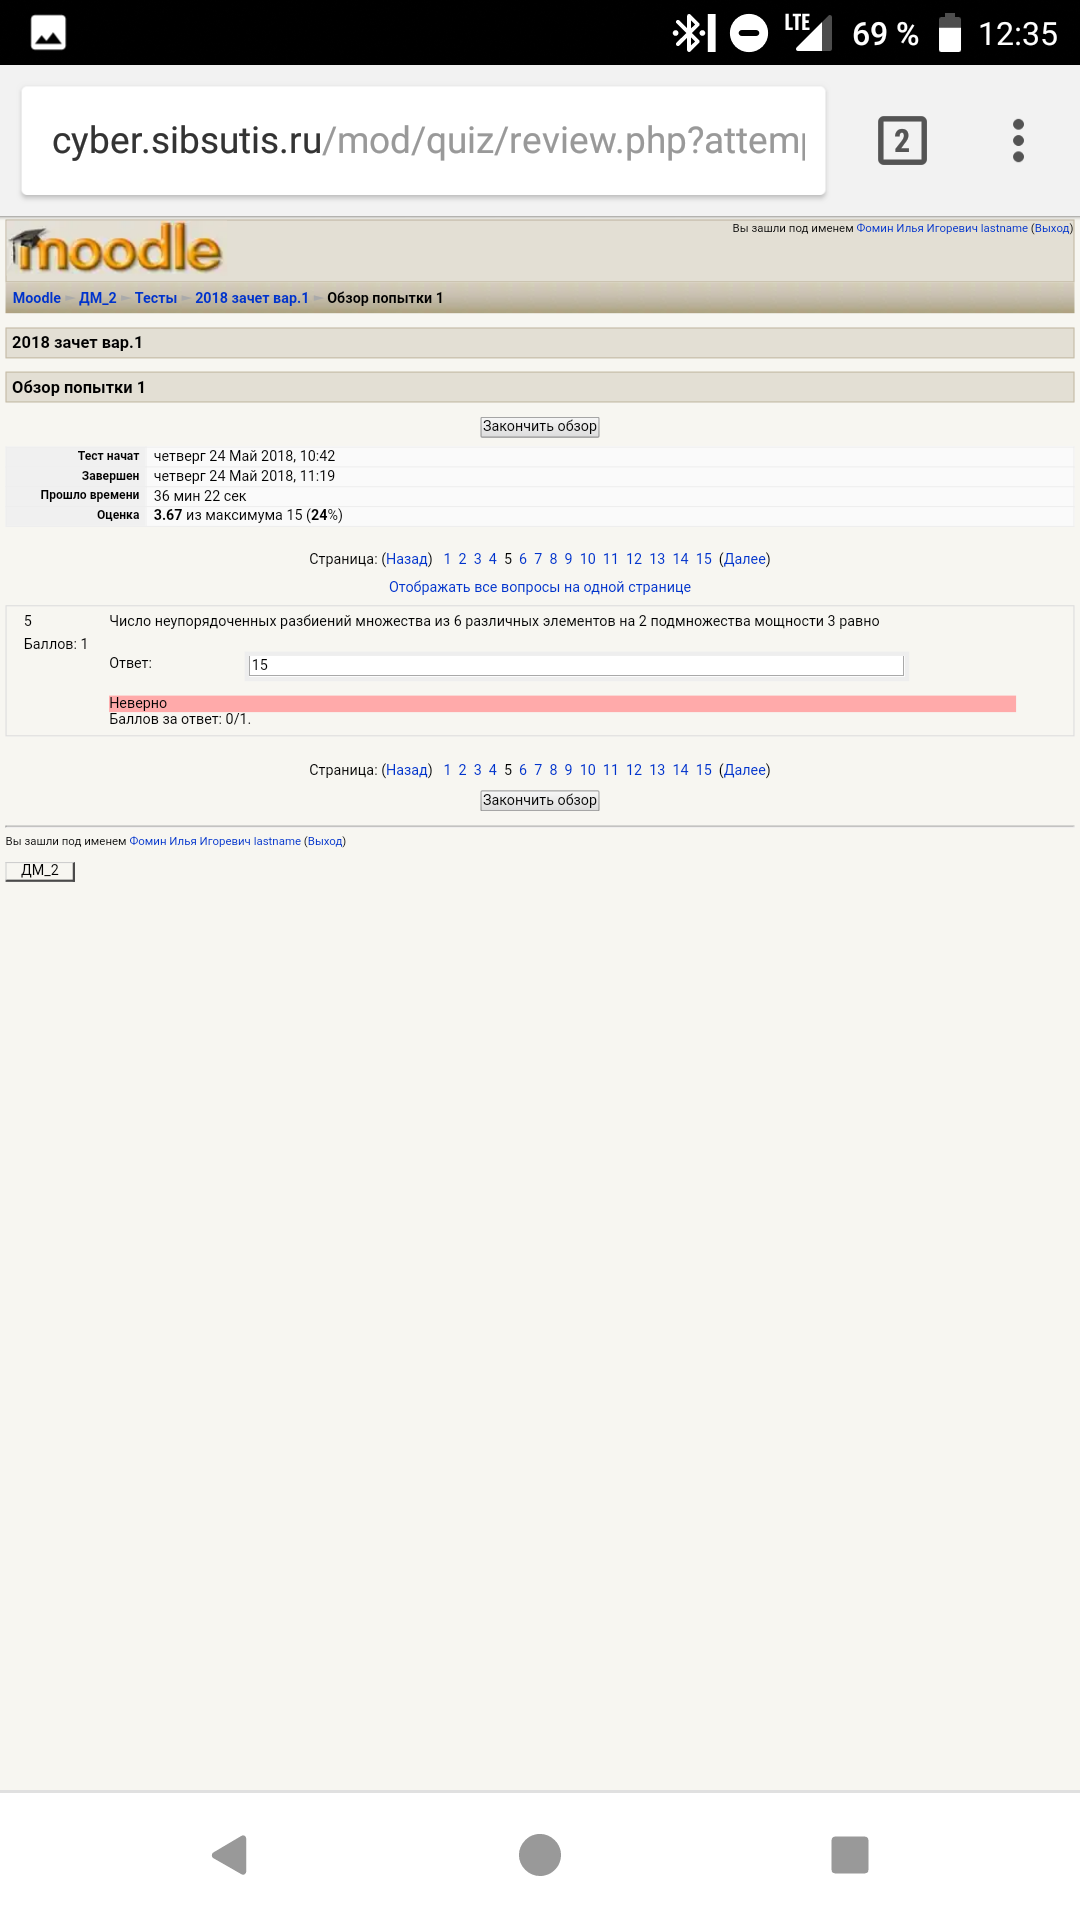 LTE 69 % 12:35
cyber.sibsutis.ru/mod/quiz/review.php?attem
2
moodle
Вы зашли под именем Фомин Илья Игоревич lastname (Выход)
Moodle ► ДМ_2 ► Тесты ► 2018 зачет вар.1 ► Обзор попытки 1
2018 зачет вар.1
Обзор попытки 1
Закончить обзор
Тест начат четверг 24 Май 2018, 10:42
Завершен четверг 24 Май 2018, 11:19
Прошло времени 36 мин 22 сек
Оценка 3.67 из максимума 15 (24%)
Страница: (Назад) 1 2 3 4 5 6 7 8 9 10 11 12 13 14 15 (Далее)
Отображать все вопросы на одной странице
5 Число неупорядоченных разбиений множества из 6 различных элементов на 2 подмножества мощности 3 равно
Баллов: 1
Ответ: 15
Неверно
Баллов за ответ: 0/1.
Страница: (Назад) 1 2 3 4 5 6 7 8 9 10 11 12 13 14 15 (Далее)
Закончить обзор
Вы зашли под именем Фомин Илья Игоревич lastname (Выход)
ДМ_2